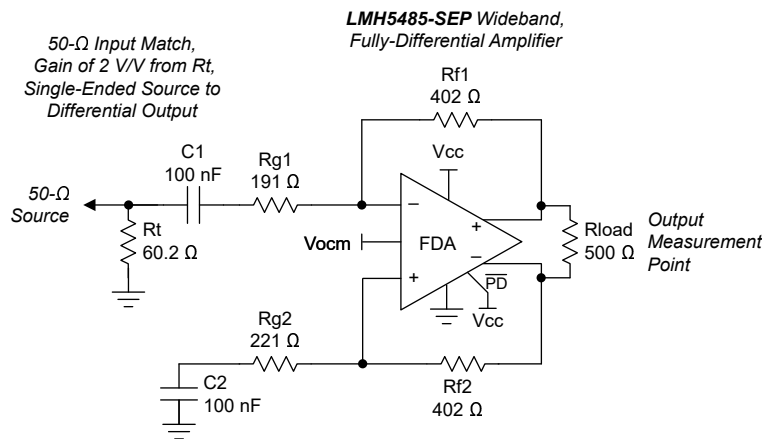 LMH5485-SEP Wideband,
Fully-Differential Amplifier
50-Ω Input Match,
Gain of 2 V/V from Rt,
Single-Ended Source to
Differential Output
Rf1
402 Ω
C1
100 nF
Rg1
191 Ω
Vcc
50-Ω
Source
Rt
60.2 Ω
−
+
Vocm
FDA
−
+
PD
Vcc
Rload
500 Ω
Output
Measurement
Point
Rg2
221 Ω
C2
100 nF
Rf2
402 Ω